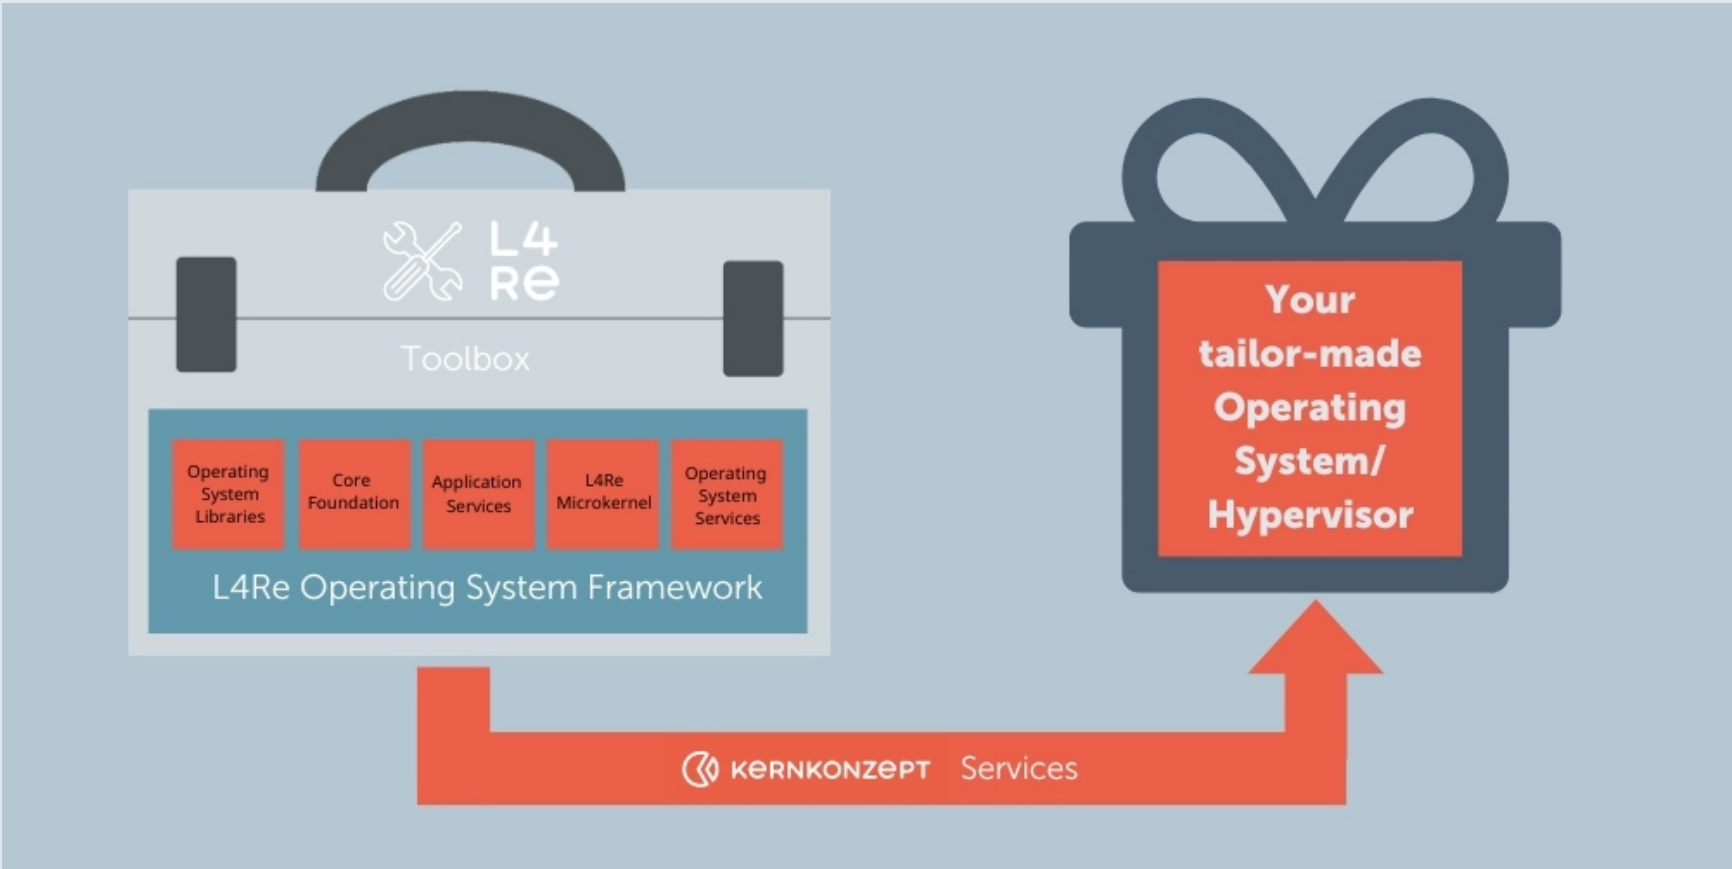 L4
Re
Toolbox
Operating
System
Libraries
Core
Foundation
Application
Services
L4Re
Microkernel
Operating
System
Services
L4Re Operating System Framework
Your
tailor-made
Operating
System/
Hypervisor
KERNKONZEPT Services